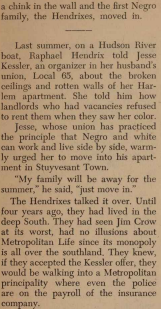 a chink in the wall and the first Negro
family, the Hendrixes, moved in.
Last summer, on a Hudson River
boat, Raphael Hendrix told Jesse
Kessler, an organizer in her husband's
union, Local 65, about the broken
ceilings and rotten walls of her Har-
lem apartment. She told him how
landlords who had vacancies refused
to rent them when they saw her color.
Jesse, whose union has practiced
the principle that Negro and white
can work and live side by side, warm-
ly urged her to move into his apart-
ment in Stuyvesant Town.
"My family will be away for the
summer," he said, "just move in."
The Hendrixes talked it over. Until
four years ago, they had lived in the
deep South. They had seen Jim Crow
at its worst, had no illusions about
Metropolitan Life since its monopoly
is all over the southland. They knew,
if they accepted the Kessler offer, they
would be walking into a Metropolitan
principality where even the police
are on the payroll of the insurance
company.